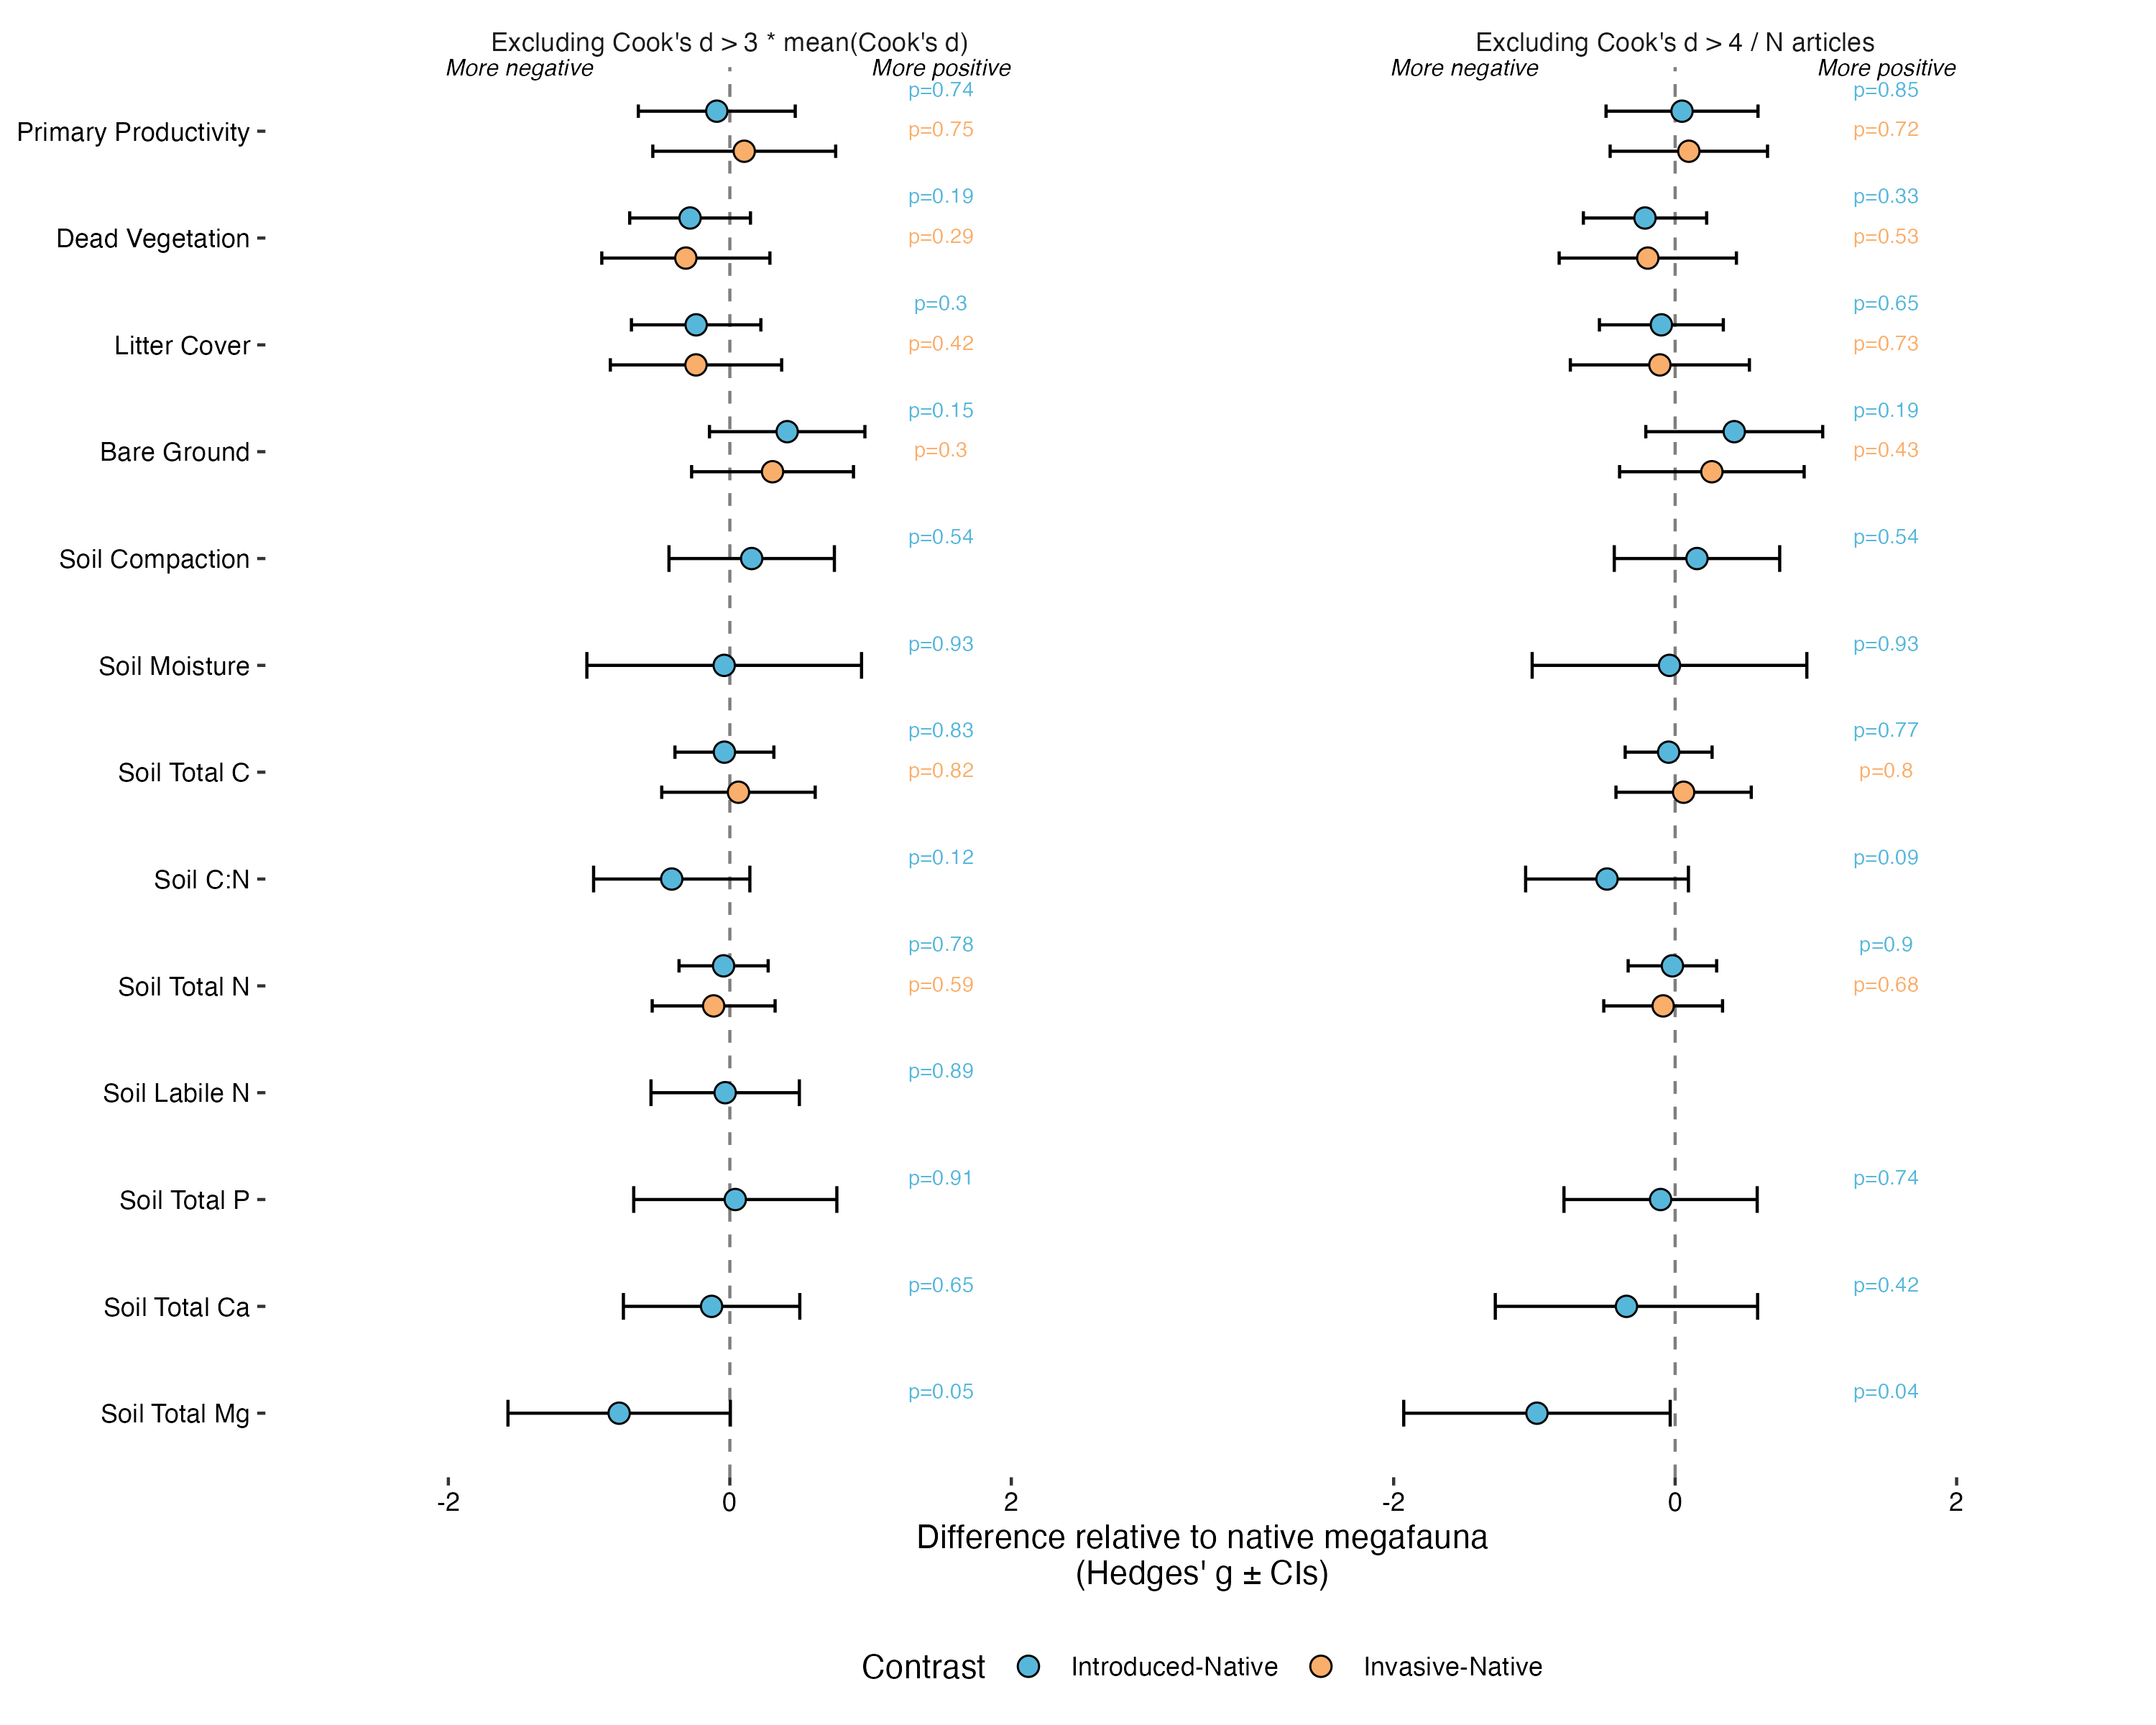 Excluding Cook's d > 3 * mean(Cook's d)
Excluding Cook's d > 4 / N articles
More negative
More positive
More negative
More positive
Primary Productivity
p=0.74
p=0.75
p=0.85
p=0.72
Dead Vegetation
p=0.19
p=0.29
p=0.33
p=0.53
Litter Cover
p=0.3
p=0.42
p=0.65
p=0.73
Bare Ground
p=0.15
p=0.3
p=0.19
p=0.43
Soil Compaction
p=0.54
p=0.54
Soil Moisture
p=0.93
p=0.93
Soil Total C
p=0.83
p=0.82
p=0.77
p=0.8
Soil C:N
p=0.12
p=0.09
Soil Total N
p=0.78
p=0.59
p=0.9
p=0.68
Soil Labile N
p=0.89
Soil Total P
p=0.91
p=0.74
Soil Total Ca
p=0.65
p=0.42
Soil Total Mg
p=0.05
p=0.04
-2
0
2
-2
0
2
Difference relative to native megafauna
(Hedges' g ± CIs)
Contrast
Introduced-Native
Invasive-Native